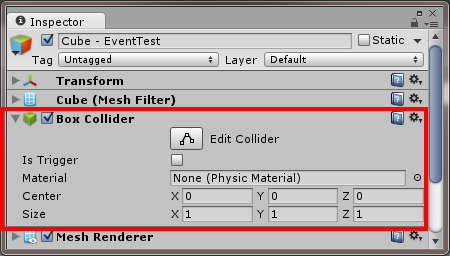 Inspector
Cube - EventTest Static
Tag Untagged Layer Default
Transform
Cube (Mesh Filter)
Box Collider
Edit Collider
Is Trigger
Material None (Physic Material)
Center X 0 Y 0 Z 0
Size X 1 Y 1 Z 1
Mesh Renderer